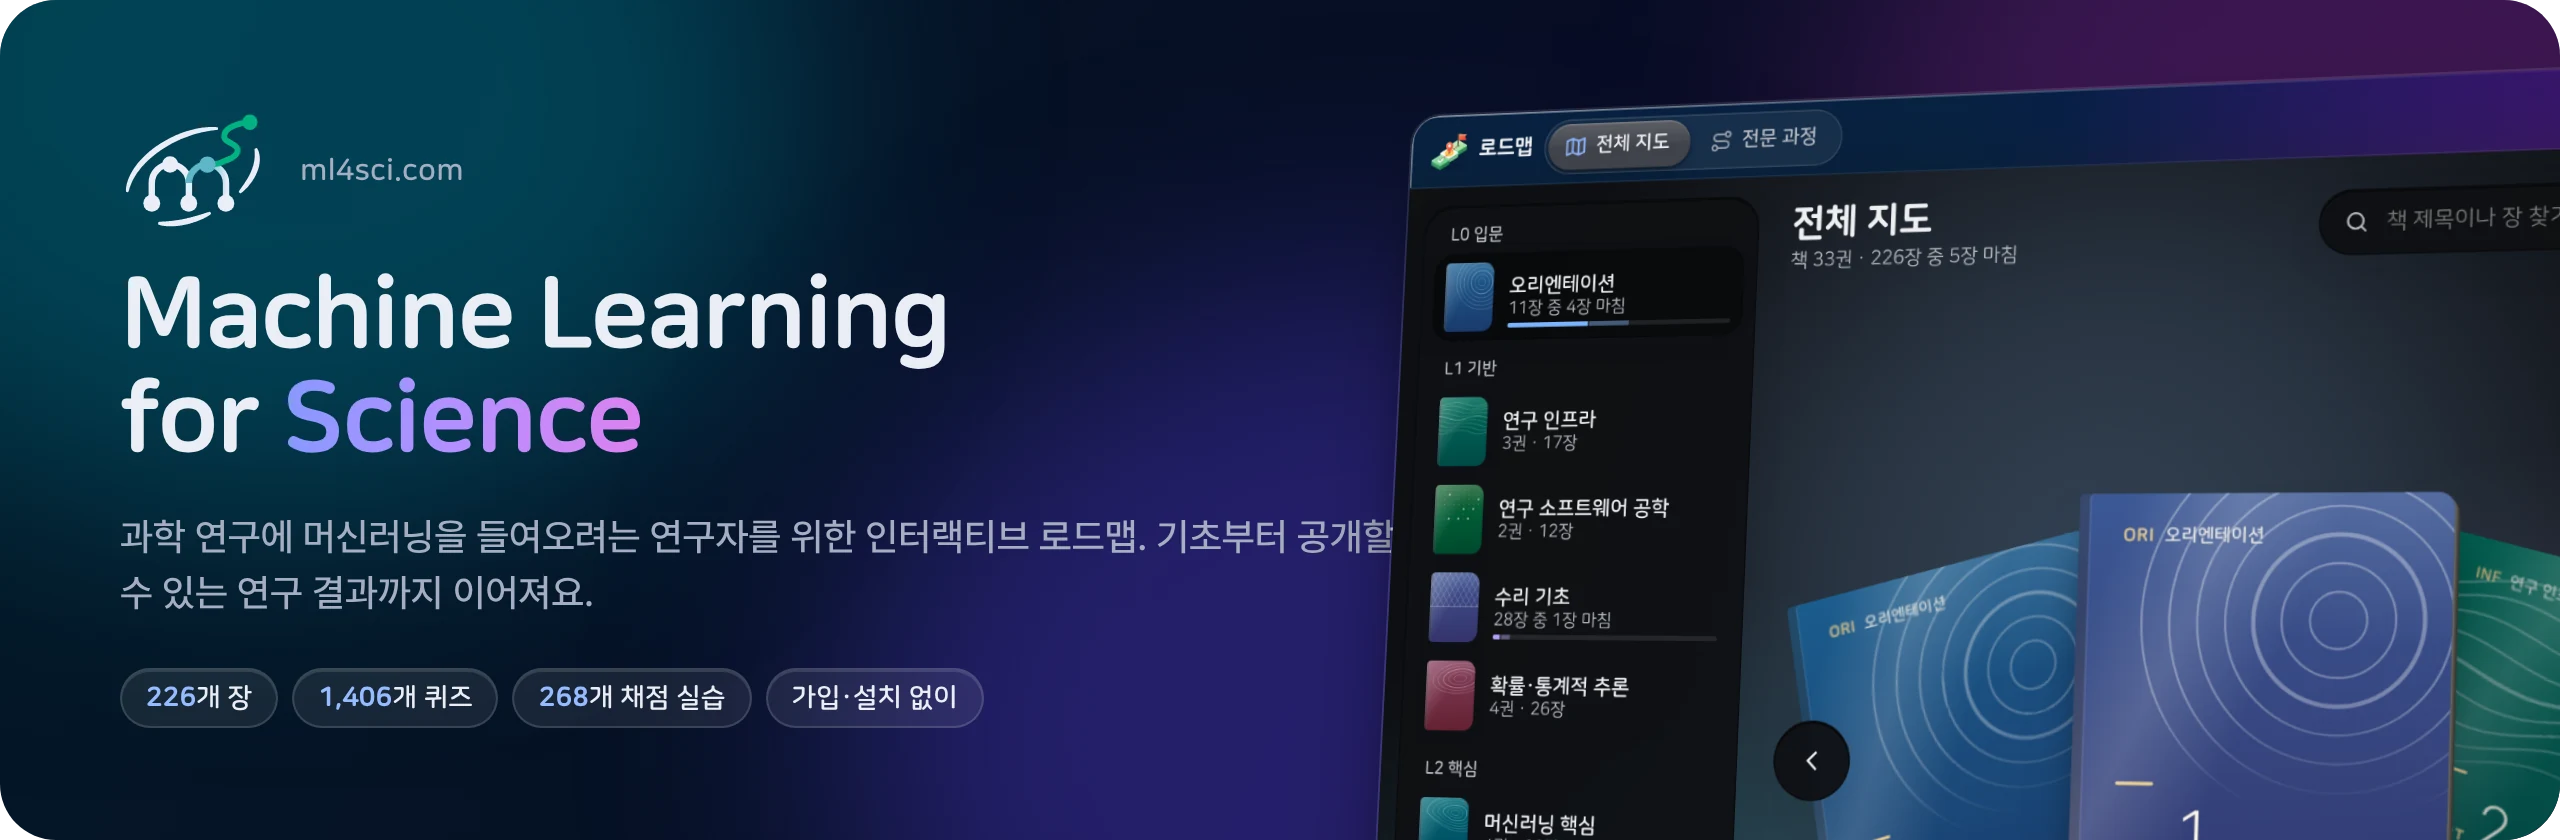 ml4sci.com
Machine Learning
for Science
과학 연구에 머신러닝을 들여오려는 연구자를 위한 인터랙티브 로드맵. 기초부터 공개할
수 있는 연구 결과까지 이어져요.
226개 장
1,406개 퀴즈
268개 채점 실습
가입·설치 없이
로드맵
전체 지도
전문 과정
L0 입문
오리엔테이션
11장 중 4장 마침
L1 기반
연구 인프라
3권 · 17장
연구 소프트웨어 공학
2권 · 12장
수리 기초
28장 중 1장 마침
확률·통계적 추론
4권 · 26장
L2 핵심
머신러닝 핵심
전체 지도
책 33권 · 226장 중 5장 마침
책 제목이나 장 찾기
ORI 오리엔테이션
ORI 오리엔테이션
1
INF 연구
2